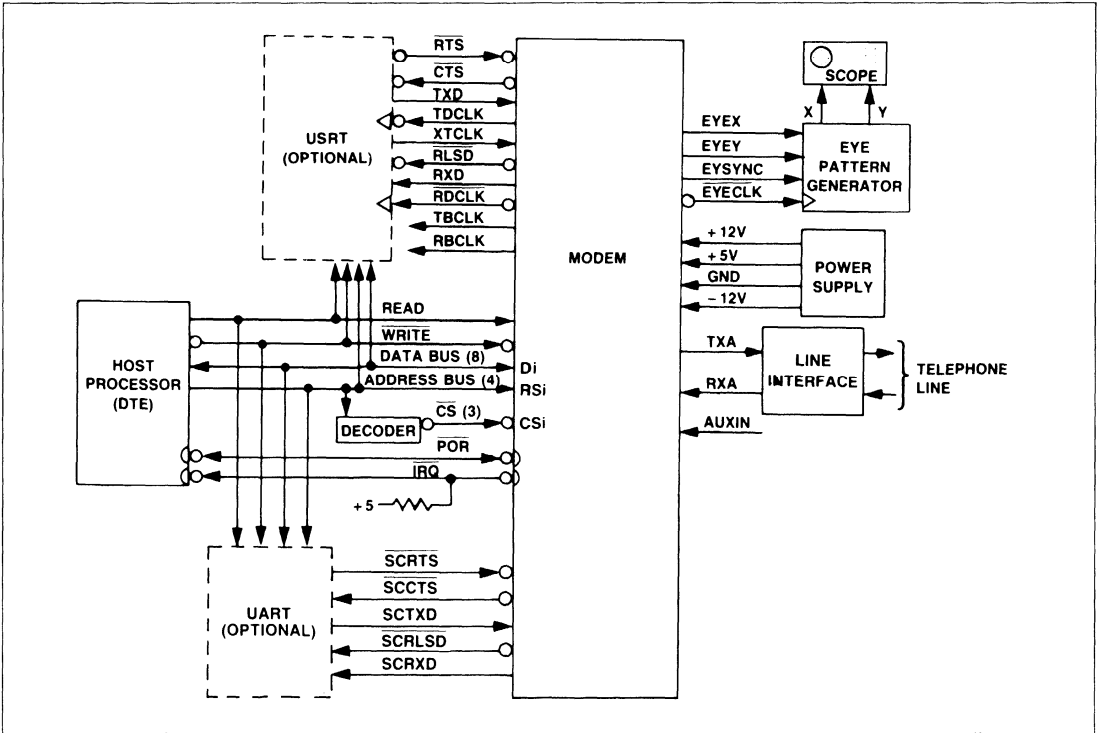 USRT
(OPTIONAL)
RTS
CTS
TXD
TDCLK
XTCLK
RLSD
RXD
RDCLK
TBCLK
RBCLK
MODEM
EYEX
EYEY
EYSYNC
EYECLK
SCOPE
X
Y
EYE
PATTERN
GENERATOR
+ 12V
+ 5V
GND
- 12V
POWER
SUPPLY
TXA
RXA
AUXIN
LINE
INTERFACE
TELEPHONE
LINE
HOST
PROCESSOR
(DTE)
READ
WRITE
DATA BUS (8)
Di
ADDRESS BUS (4)
RSi
DECODER
CS (3)
CSi
POR
IRQ
+ 5
UART
(OPTIONAL)
SCRTS
SCCTS
SCTXD
SCRLSD
SCRXD